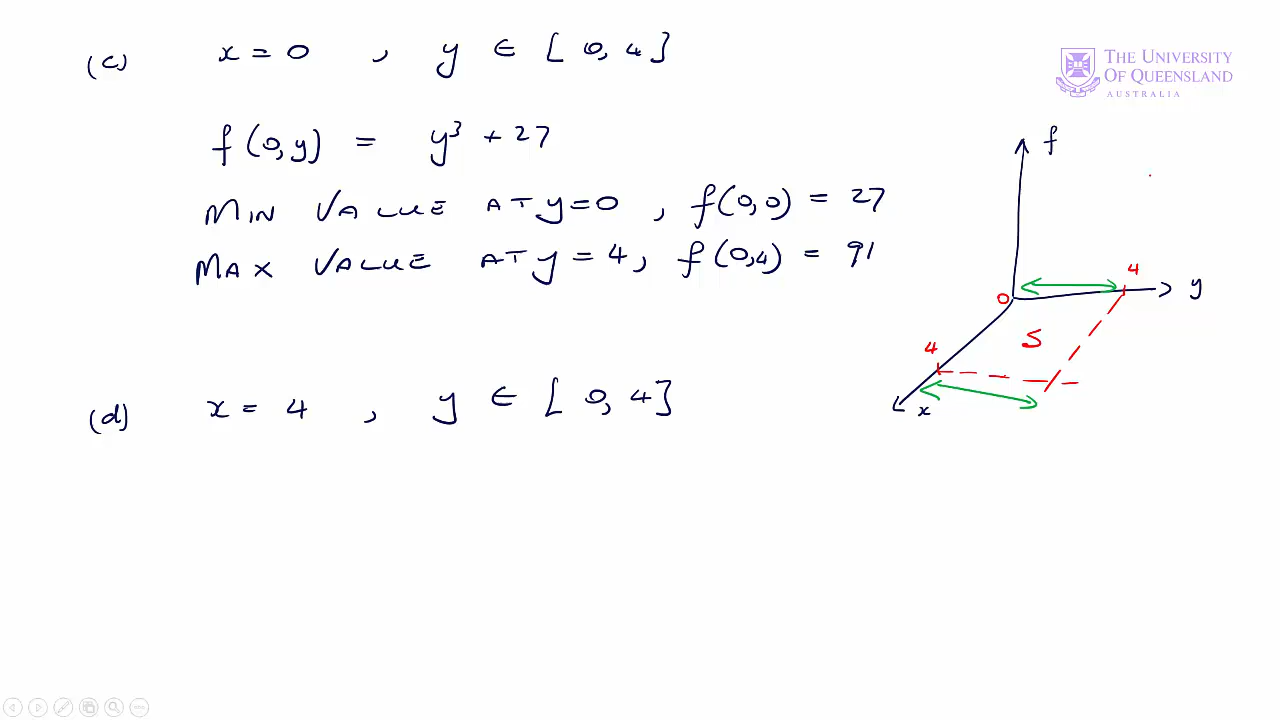 (c) x = 0 , y ∈ [0, 4]
THE UNIVERSITY
OF QUEENSLAND
AUSTRALIA
f(0,y) = y³ + 27
MIN VALUE AT y=0 , f(0,0) = 27
MAX VALUE AT y = 4, f(0,4) = 91
(d) x = 4 , y ∈ [0, 4]
f
4
0
y
S
4
x